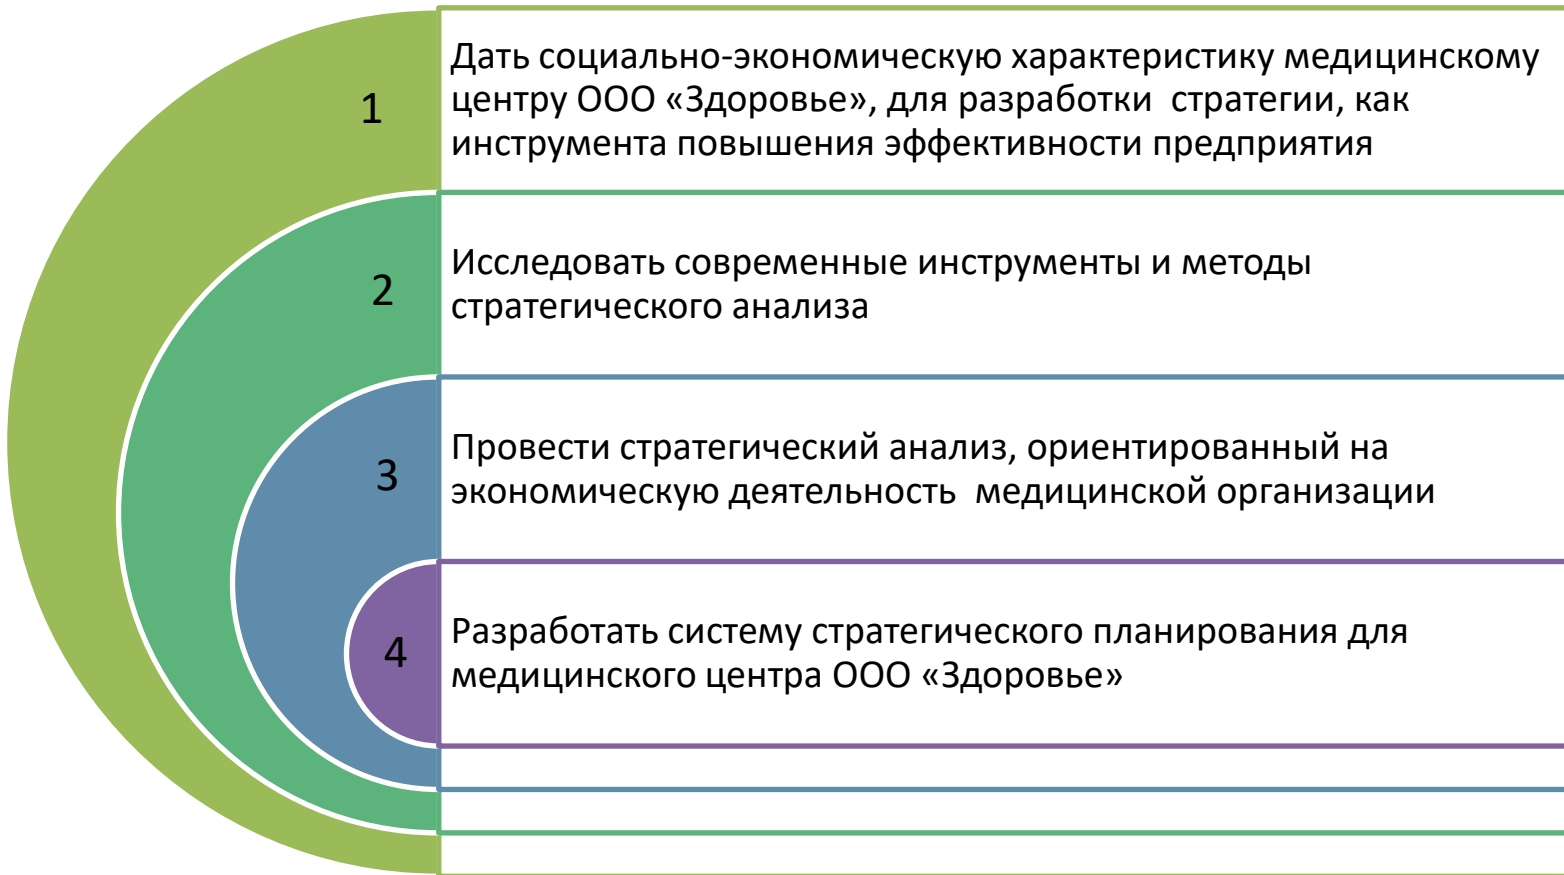 1
Дать социально-экономическую характеристику медицинскому
центру ООО «Здоровье», для разработки  стратегии, как
инструмента повышения эффективности предприятия
2
Исследовать современные инструменты и методы
стратегического анализа
3
Провести стратегический анализ, ориентированный на
экономическую деятельность  медицинской организации
4
Разработать систему стратегического планирования для
медицинского центра ООО «Здоровье»